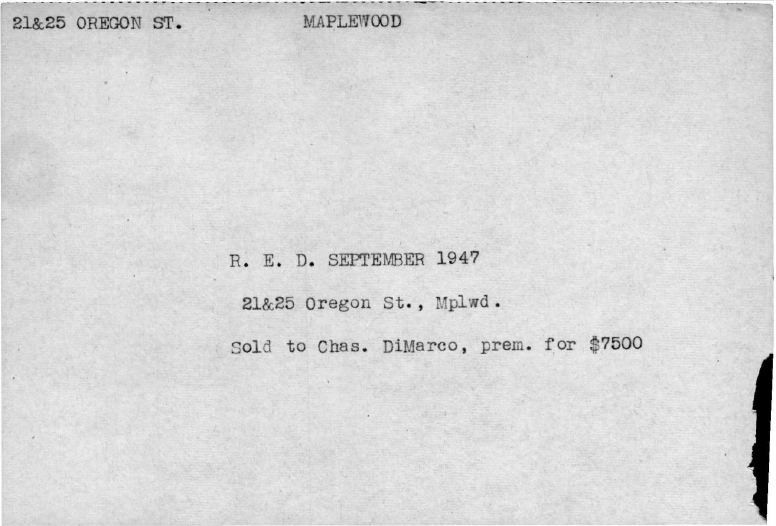 21&25 OREGON ST. MAPLEWOOD
R. E. D. SEPTEMBER 1947
21&25 Oregon St., Mplwd.
Sold to Chas. DiMarco, prem. for $7500